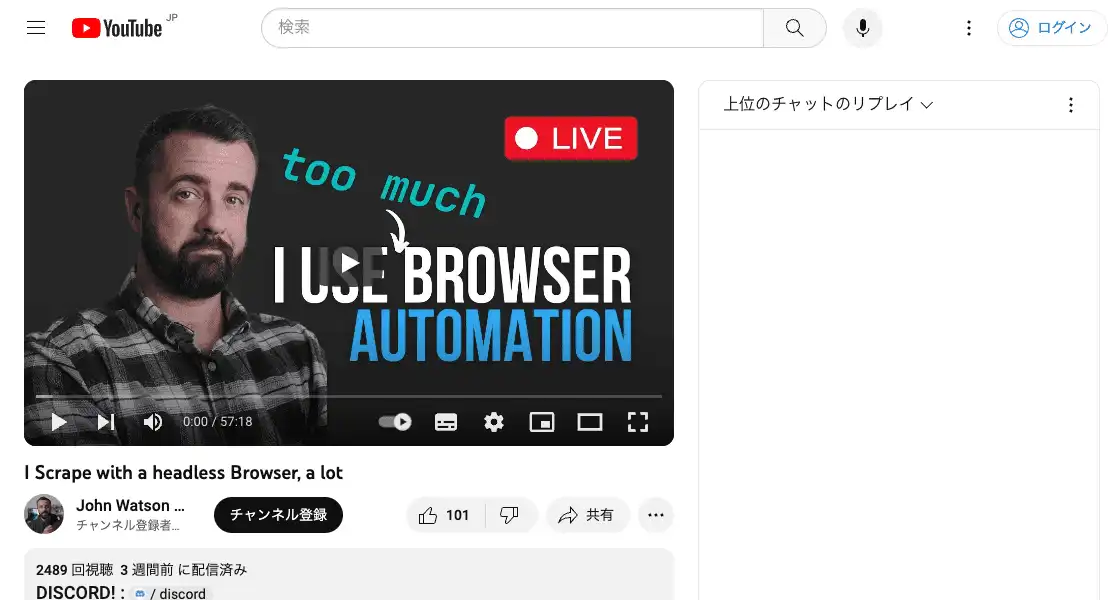 YouTube JP
検索
ログイン
LIVE
too much
I USE BROWSER
AUTOMATION
0:00 / 57:18
上位のチャットのリプレイ
I Scrape with a headless Browser, a lot
John Watson ...
チャンネル登録者...
チャンネル登録
101
共有
2489 回視聴 3 週間前 に配信済み
DISCORD! : / discord